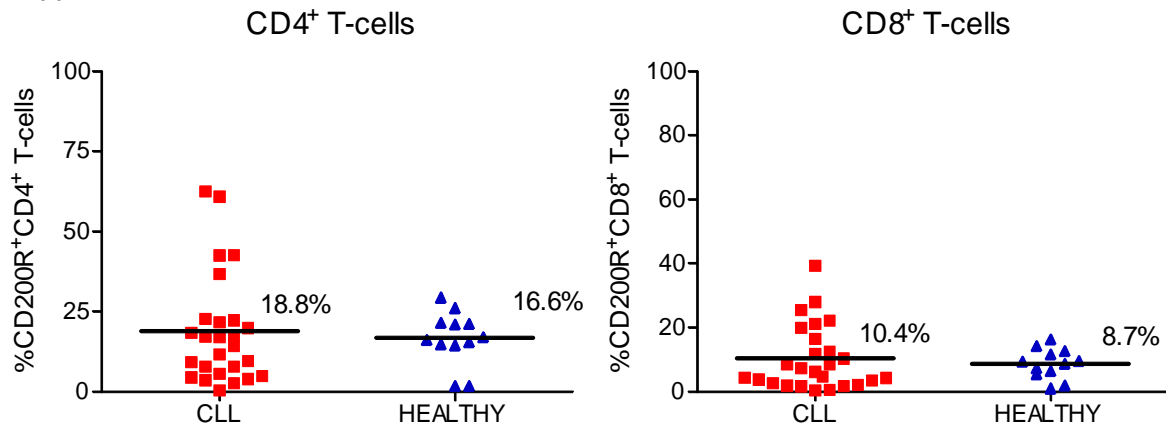 CD4⁺ T-cells
%CD200R⁺CD4⁺ T-cells
100
75
50
25
0
18.8%
16.6%
CLL
HEALTHY
CD8⁺ T-cells
%CD200R⁺CD8⁺ T-cells
100
80
60
40
20
0
10.4%
8.7%
CLL
HEALTHY